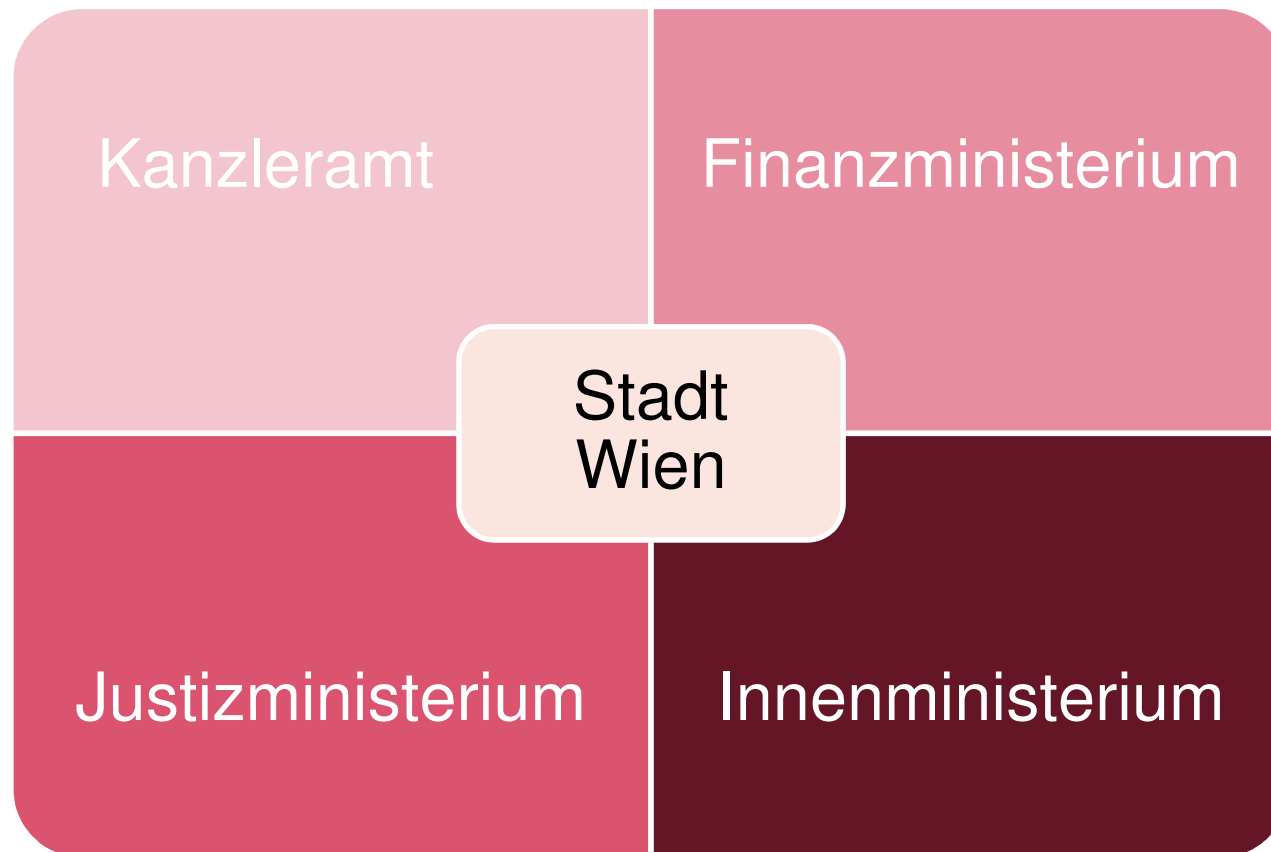 Kanzleramt
Finanzministerium
Stadt
Wien
Justizministerium
Innenministerium